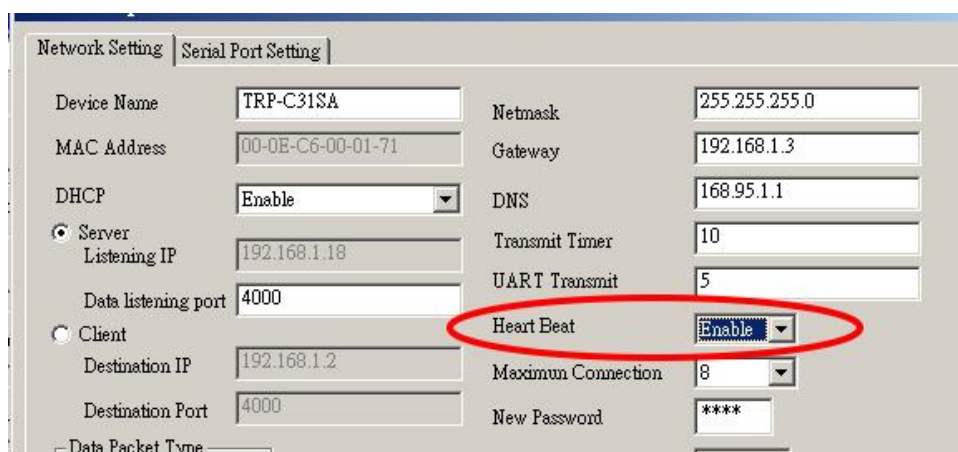 Network Setting Serial Port Setting
Device Name TRP-C31SA
MAC Address 00-0E-C6-00-01-71
DHCP Enable
Server
Listening IP 192.168.1.18
Data listening port 4000
Client
Destination IP 192.168.1.2
Destination Port 4000
Data Packet Type
Netmask 255.255.255.0
Gateway 192.168.1.3
DNS 168.95.1.1
Transmit Timer 10
UART Transmit 5
Heart Beat Enable
Maximun Connection 8
New Password ****